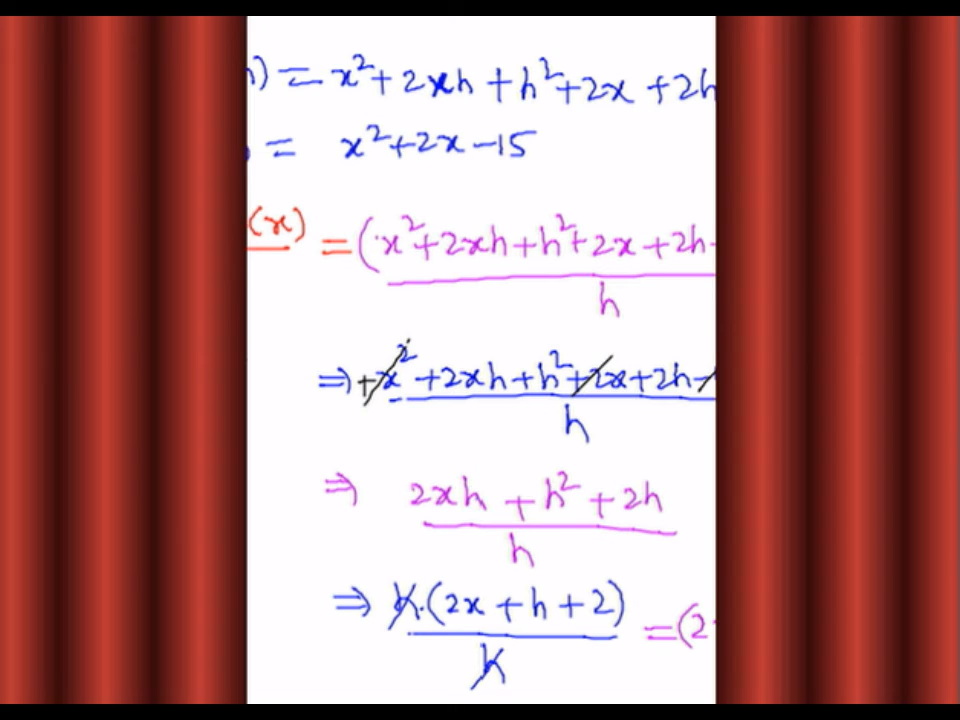 ) = x² + 2xh + h² + 2x + 2h
) = x² + 2x - 15
(x) = (x² + 2xh + h² + 2x + 2h -
h
⇒ + x² + 2xh + h² + 2x + 2h -
h
⇒ 2xh + h² + 2h
h
⇒ h.(2x + h + 2) = (2
h